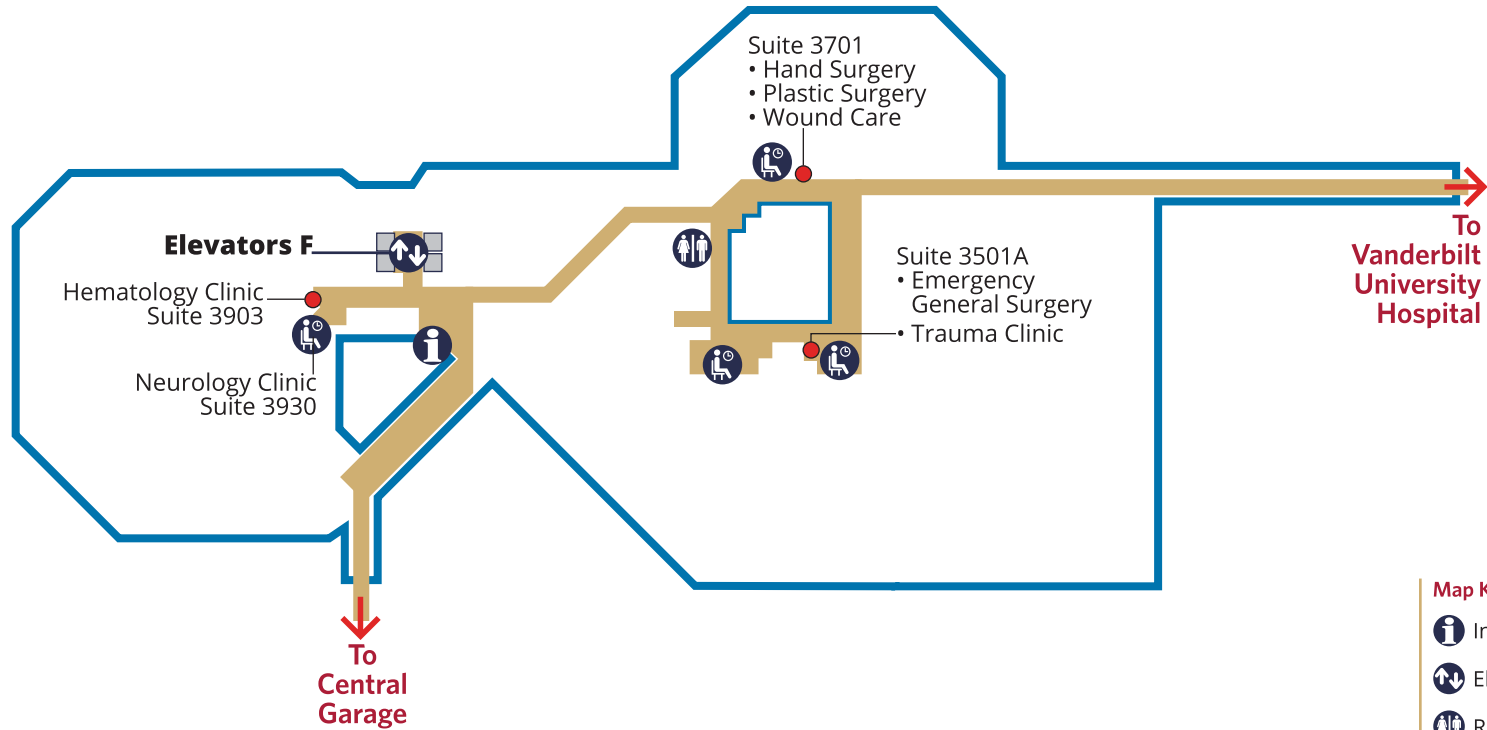 Suite 3701
• Hand Surgery
• Plastic Surgery
• Wound Care
Elevators F
Hematology Clinic
Suite 3903
Neurology Clinic
Suite 3930
Suite 3501A
• Emergency
General Surgery
• Trauma Clinic
To
Vanderbilt
University
Hospital
To
Central
Garage
Map